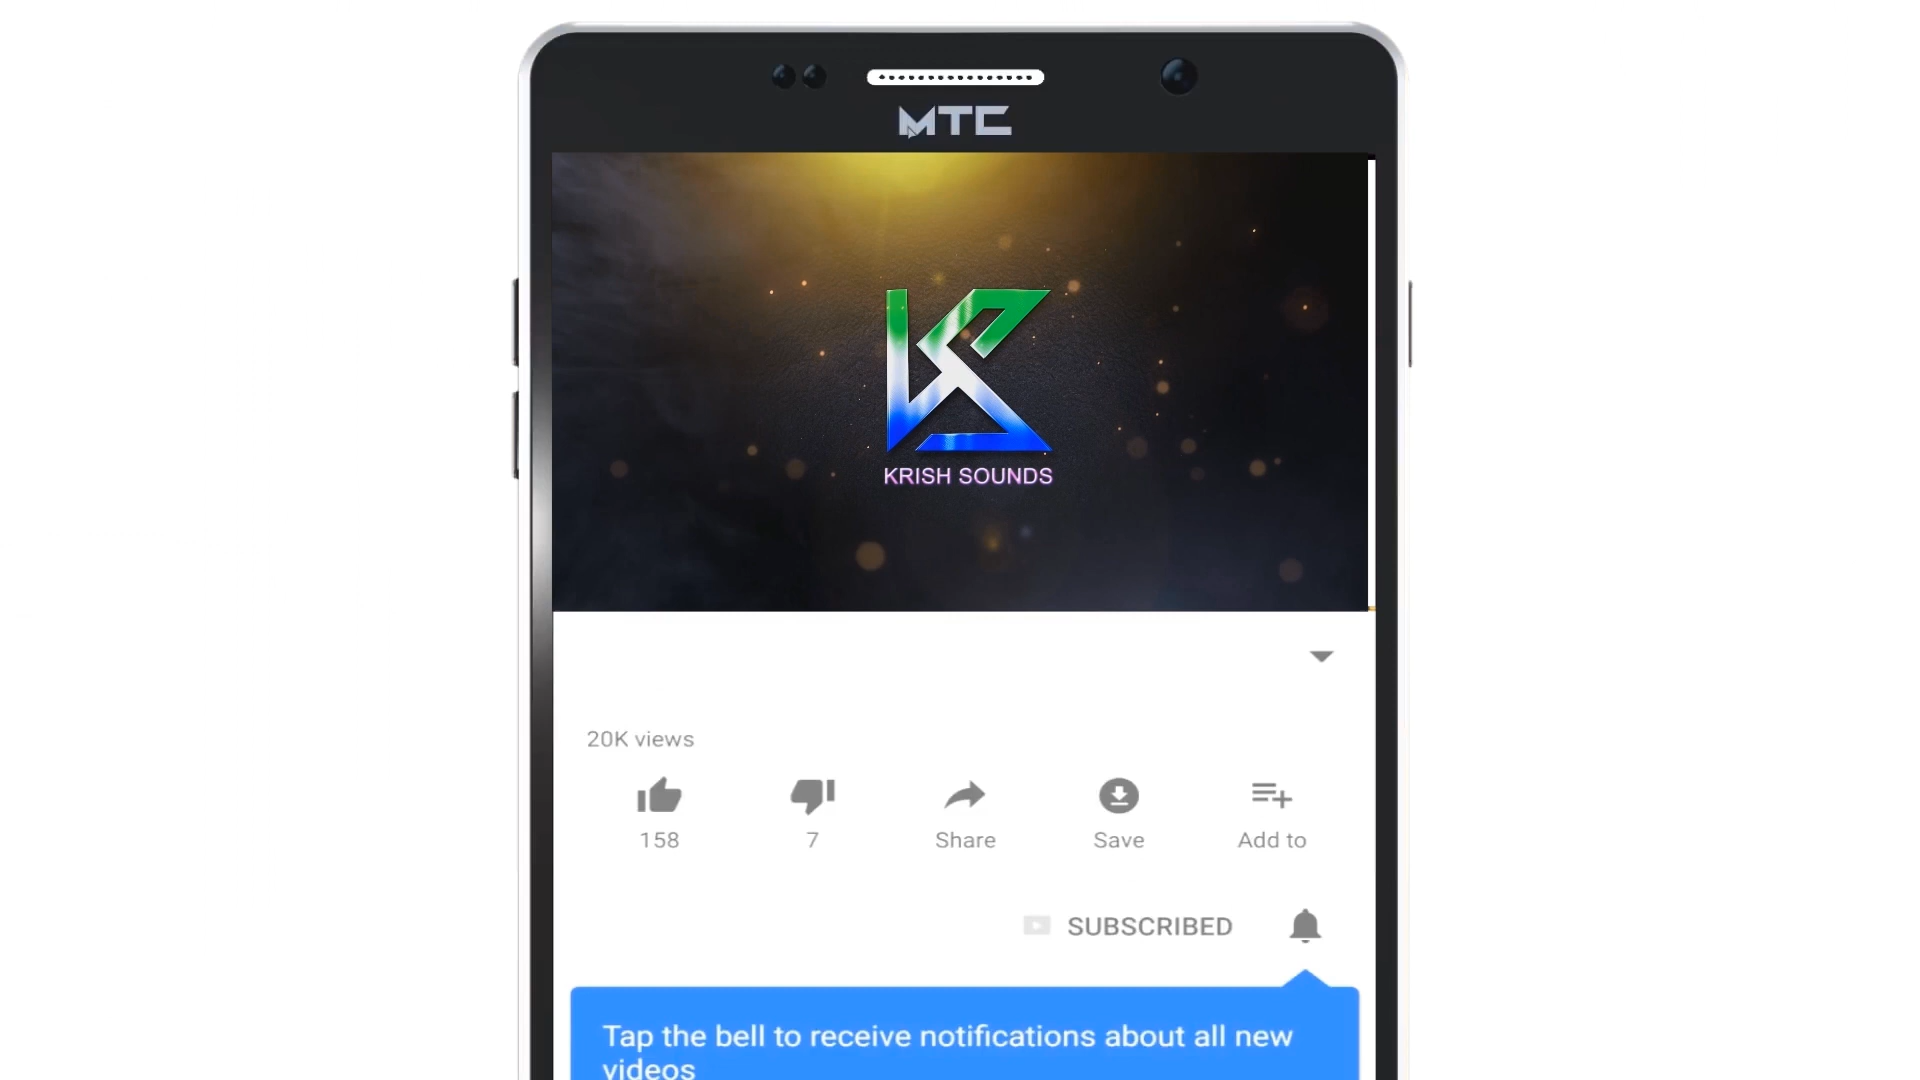 MTC
KRISH SOUNDS
20K views
158
7
Share
Save
Add to
SUBSCRIBED
Tap the bell to receive notifications about all new
videos